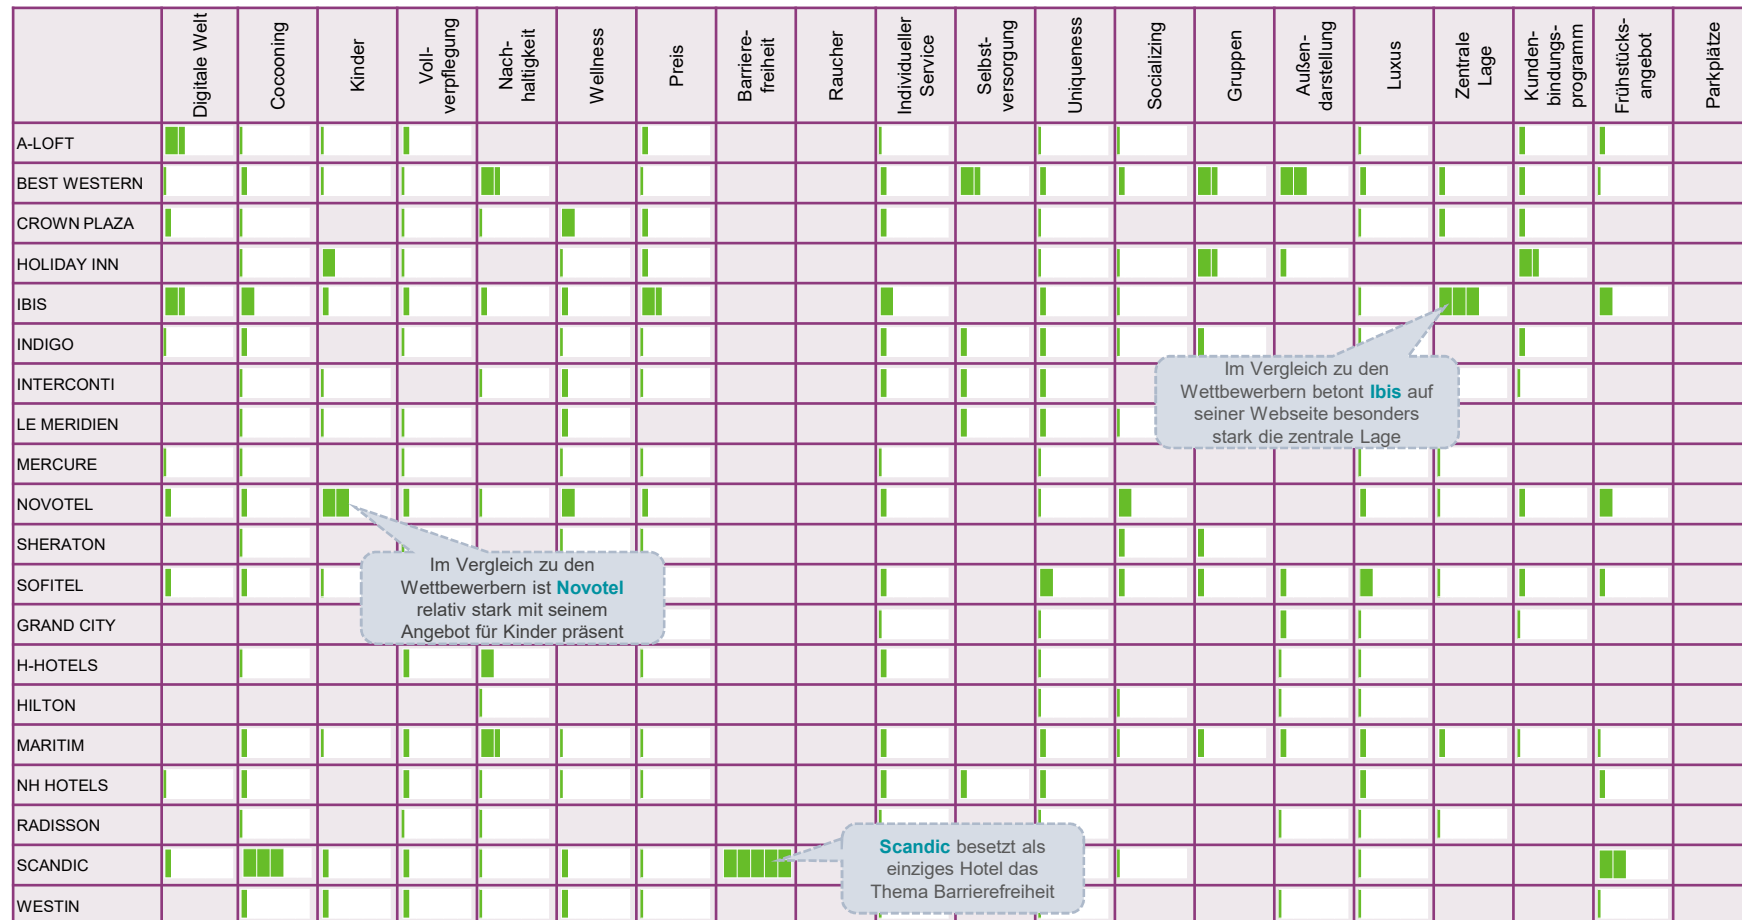 Digitale Welt
Cocooning
Kinder
Voll-
verpflegung
Nach-
haltigkeit
Wellness
Preis
Barriere-
freiheit
Raucher
Individueller
Service
Selbst-
versorgung
Uniqueness
Socializing
Gruppen
Außen-
darstellung
Luxus
Zentrale
Lage
Kunden-
bindungs-
programm
Frühstücks-
angebot
Parkplätze
A-LOFT
BEST WESTERN
CROWN PLAZA
HOLIDAY INN
IBIS
INDIGO
INTERCONTI
LE MERIDIEN
MERCURE
NOVOTEL
SHERATON
SOFITEL
GRAND CITY
H-HOTELS
HILTON
MARITIM
NH HOTELS
RADISSON
SCANDIC
WESTIN
Im Vergleich zu den
Wettbewerbern betont Ibis auf
seiner Webseite besonders
stark die zentrale Lage
Im Vergleich zu den
Wettbewerbern ist Novotel
relativ stark mit seinem
Angebot für Kinder präsent
Scandic besetzt als
einziges Hotel das
Thema Barrierefreiheit